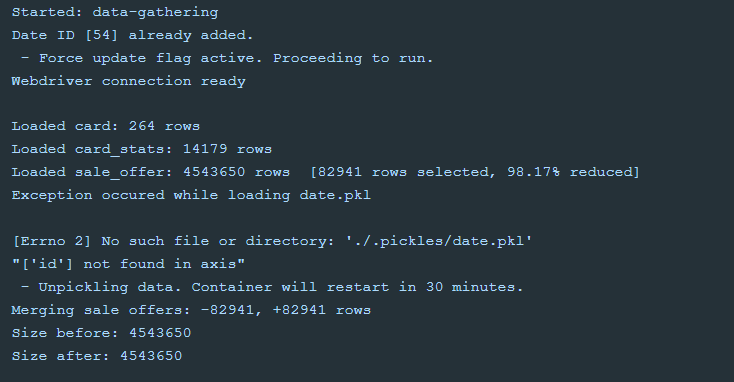 Started: data-gathering
Date ID [54] already added.
- Force update flag active. Proceeding to run.
Webdriver connection ready
Loaded card: 264 rows
Loaded card_stats: 14179 rows
Loaded sale_offer: 4543650 rows [82941 rows selected, 98.17% reduced]
Exception occured while loading date.pkl
[Errno 2] No such file or directory: './.pickles/date.pkl'
"['id'] not found in axis"
- Unpickling data. Container will restart in 30 minutes.
Merging sale offers: -82941, +82941 rows
Size before: 4543650
Size after: 4543650